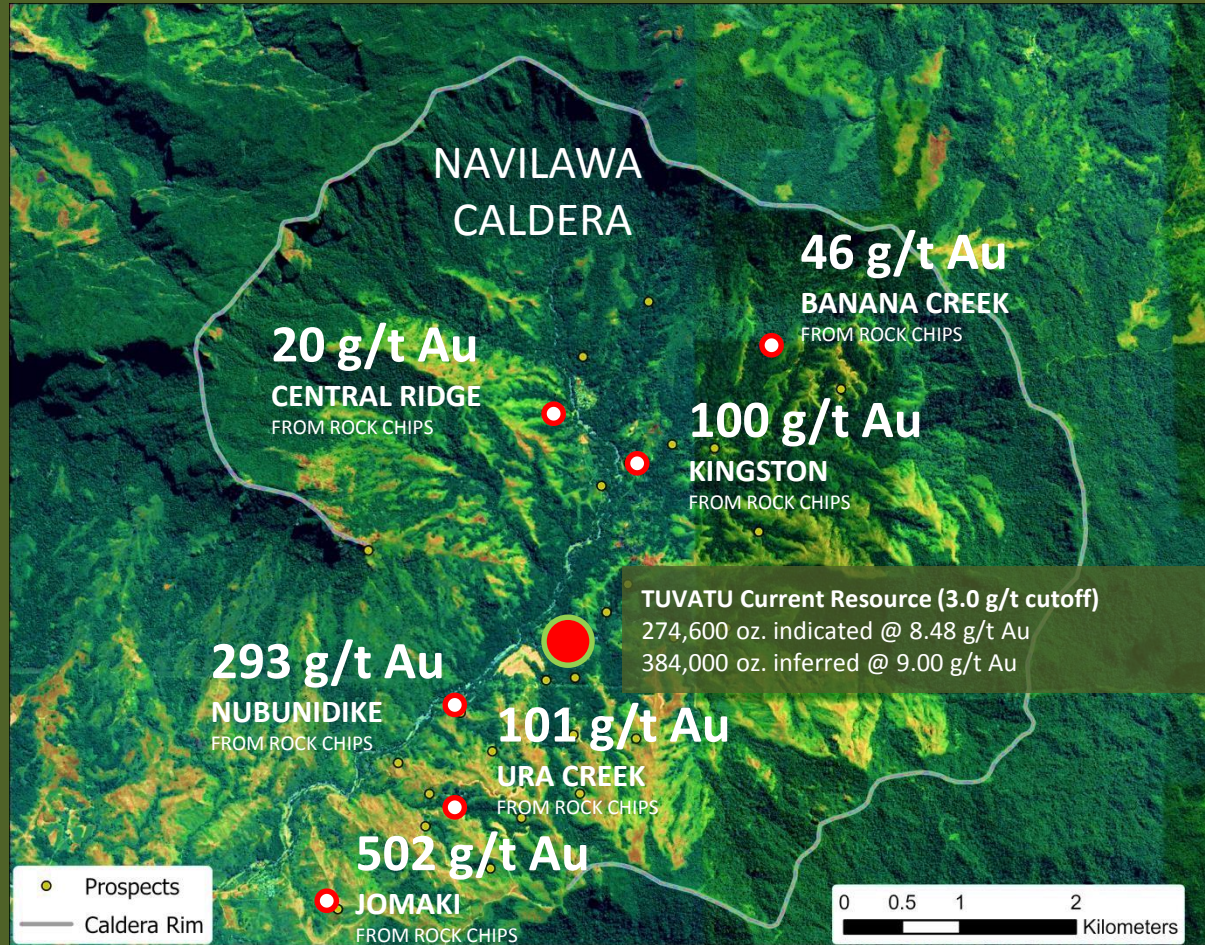 NAVILAWA
CALDERA
46 g/t Au
BANANA CREEK
FROM ROCK CHIPS
20 g/t Au
CENTRAL RIDGE
FROM ROCK CHIPS
100 g/t Au
KINGSTON
FROM ROCK CHIPS
TUVATU Current Resource (3.0 g/t cutoff)
274,600 oz. indicated @ 8.48 g/t Au
384,000 oz. inferred @ 9.00 g/t Au
293 g/t Au
NUBUNIDIKE
FROM ROCK CHIPS
101 g/t Au
URA CREEK
FROM ROCK CHIPS
502 g/t Au
JOMAKI
FROM ROCK CHIPS
Prospects
Caldera Rim
0 0.5 1 2
Kilometers